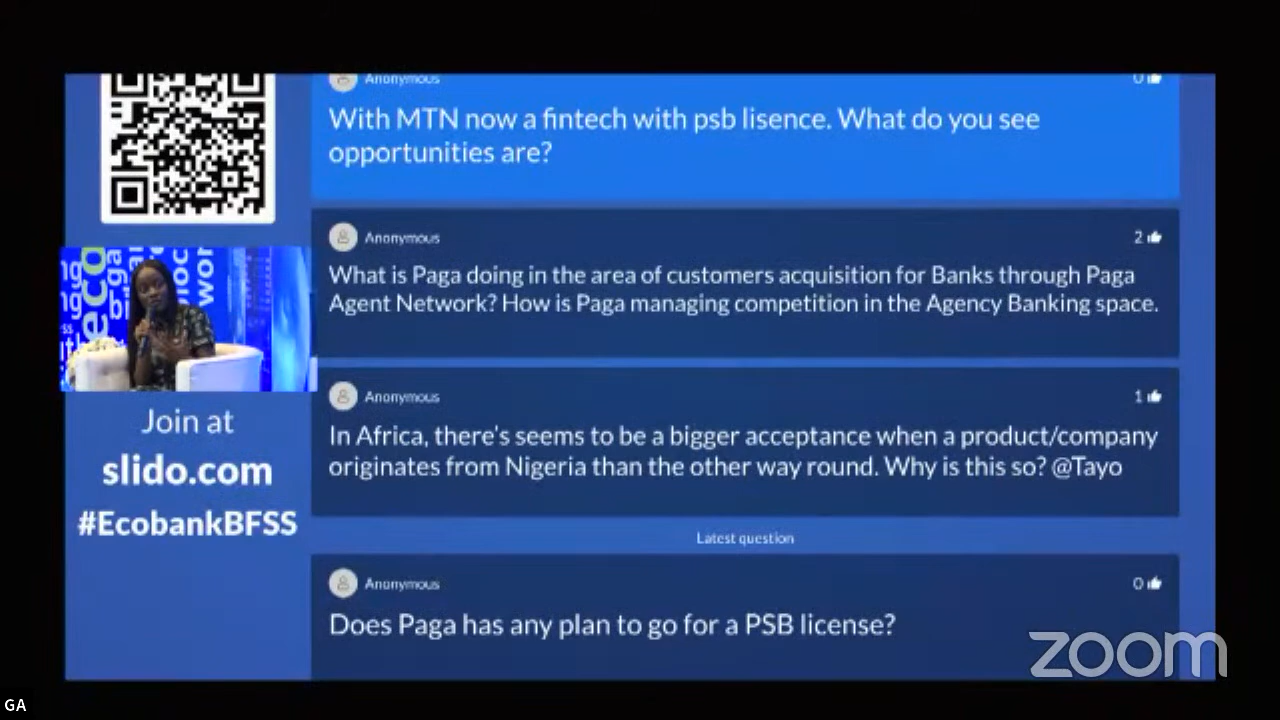 Anonymous
0
With MTN now a fintech with psb lisence. What do you see
opportunities are?
Anonymous
2
What is Paga doing in the area of customers acquisition for Banks through Paga
Agent Network? How is Paga managing competition in the Agency Banking space.
Anonymous
1
In Africa, there's seems to be a bigger acceptance when a product/company
originates from Nigeria than the other way round. Why is this so? @Tayo
Latest question
Anonymous
0
Does Paga has any plan to go for a PSB license?
eco
Join at
slido.com
#EcobankBFSS
zoom
GA